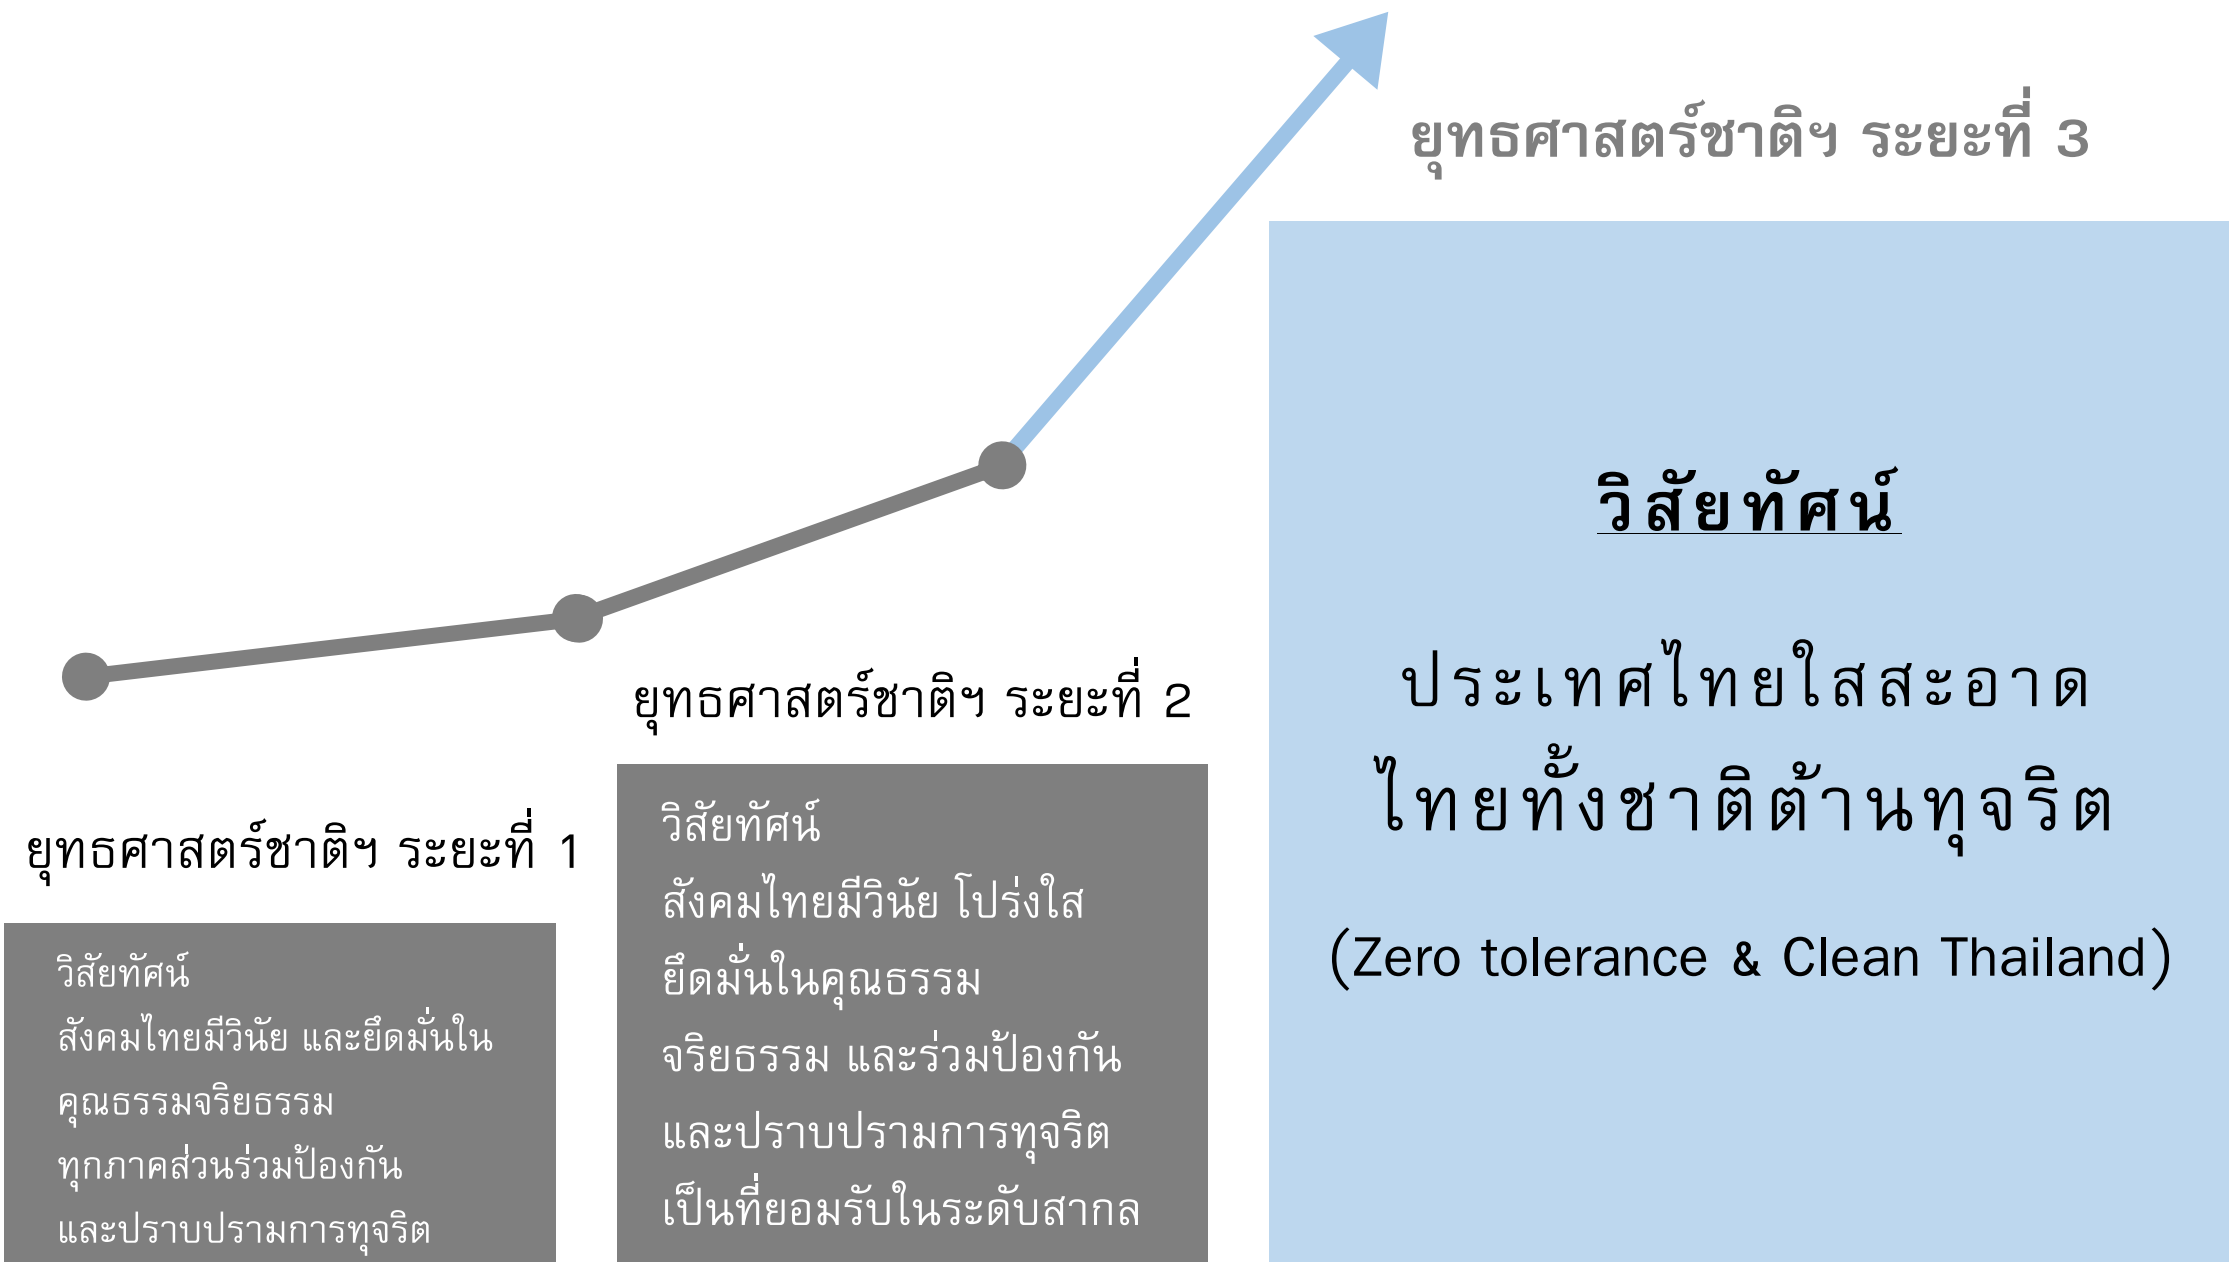 ยุทธศาสตร์ชาติฯ ระยะที่ 1
วิสัยทัศน์
สังคมไทยมีวินัย และยึดมั่นใน
คุณธรรมจริยธรรม
ทุกภาคส่วนร่วมป้องกัน
และปราบปรามการทุจริต
ยุทธศาสตร์ชาติฯ ระยะที่ 2
วิสัยทัศน์
สังคมไทยมีวินัย โปร่งใส
ยึดมั่นในคุณธรรม
จริยธรรม และร่วมป้องกัน
และปราบปรามการทุจริต
เป็นที่ยอมรับในระดับสากล
ยุทธศาสตร์ชาติฯ ระยะที่ 3
วิสัยทัศน์
ประเทศไทยใสสะอาด
ไทยทั้งชาติต้านทุจริต
(Zero tolerance & Clean Thailand)